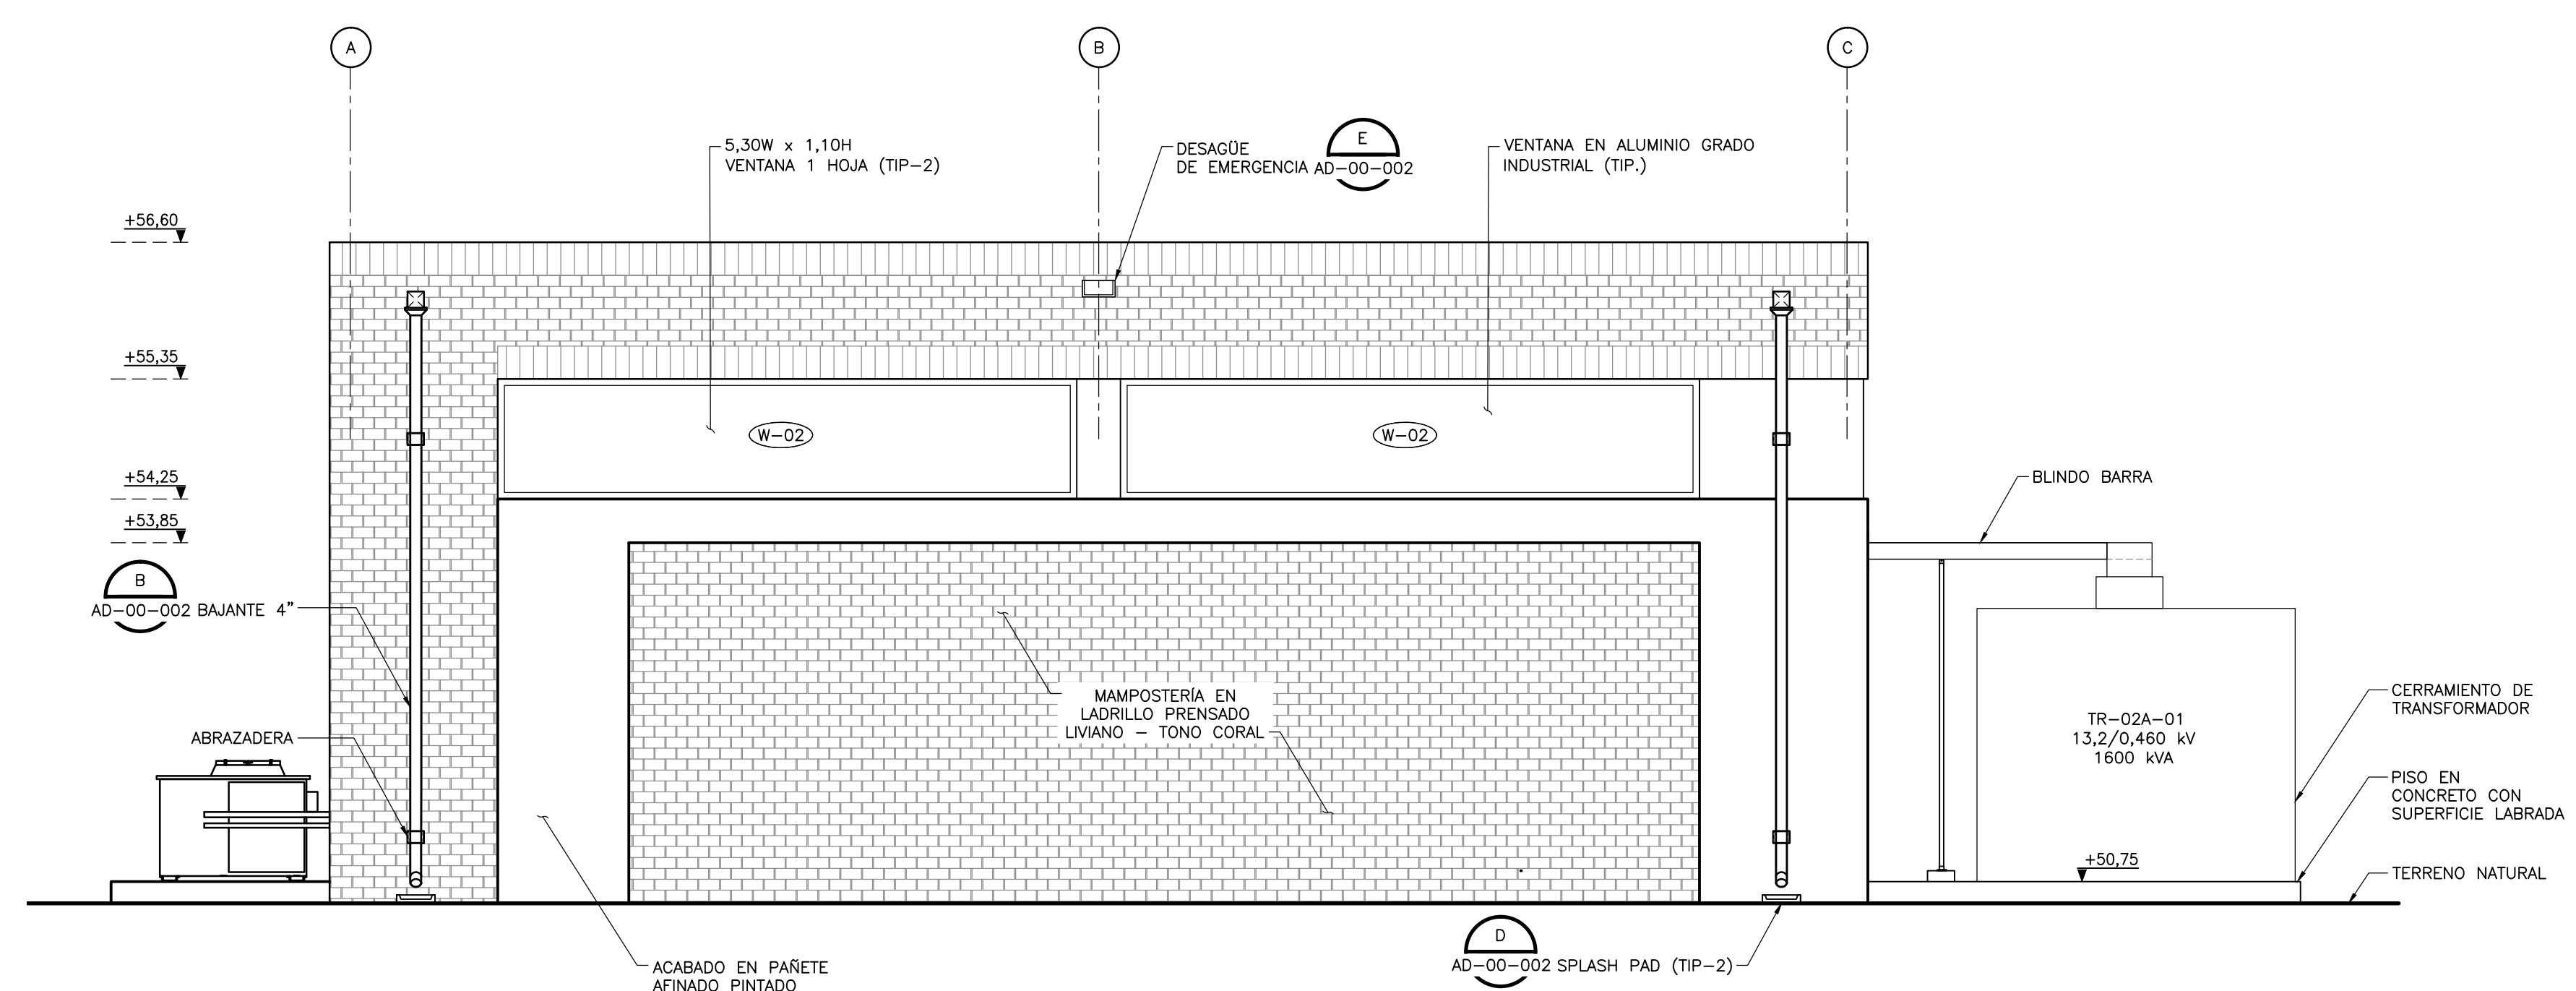 A
B
C
5,30W x 1,10H
VENTANA 1 HOJA (TIP-2)
DESAGÜE
DE EMERGENCIA
E
AD-00-002
VENTANA EN ALUMINIO GRADO
INDUSTRIAL (TIP.)
+56,60
+55,35
+54,25
+53,85
W-02
W-02
BLINDO BARRA
B
AD-00-002
BAJANTE 4"
ABRAZADERA
MAMPOSTERÍA EN
LADRILLO PRENSADO
LIVIANO - TONO CORAL
TR-02A-01
13,2/0,460 kV
1600 kVA
CERRAMIENTO DE
TRANSFORMADOR
PISO EN
CONCRETO CON
SUPERFICIE LABRADA
+50,75
TERRENO NATURAL
ACABADO EN PAÑETE
AFINADO PINTADO
D
AD-00-002
SPLASH PAD (TIP-2)